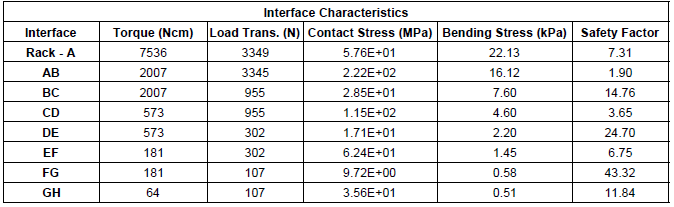 Interface Characteristics
Interface Torque (Ncm) Load Trans. (N) Contact Stress (MPa) Bending Stress (kPa) Safety Factor
Rack - A 7536 3349 5.76E+01 22.13 7.31
AB 2007 3345 2.22E+02 16.12 1.90
BC 2007 955 2.85E+01 7.60 14.76
CD 573 955 1.15E+02 4.60 3.65
DE 573 302 1.71E+01 2.20 24.70
EF 181 302 6.24E+01 1.45 6.75
FG 181 107 9.72E+00 0.58 43.32
GH 64 107 3.56E+01 0.51 11.84